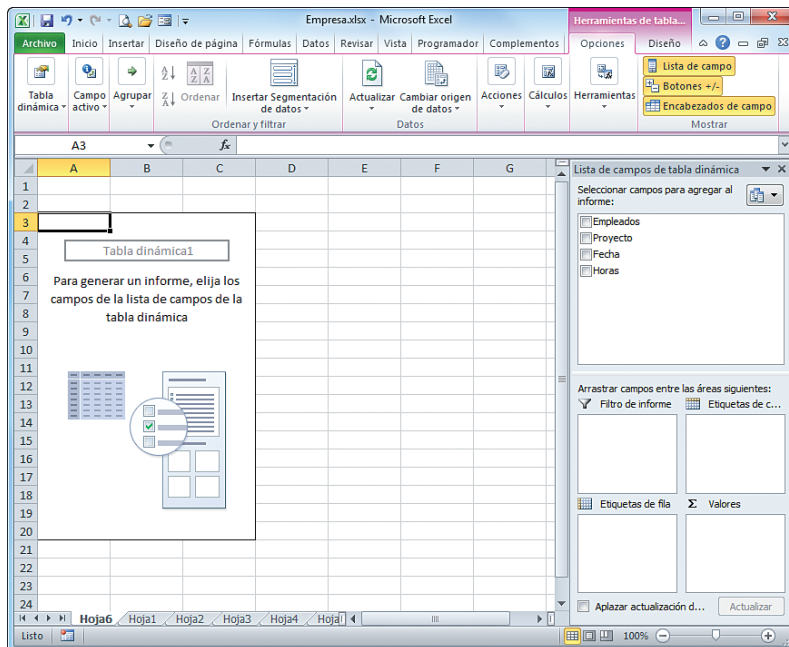 Empresa.xlsx - Microsoft Excel
Herramientas de tabla...
Archivo Inicio Insertar Diseño de página Fórmulas Datos Revisar Vista Programador Complementos Opciones Diseño
Tabla dinámica
Campo activo
Agrupar
Ordenar
Insertar Segmentación de datos
Actualizar
Cambiar origen de datos
Acciones
Cálculos
Herramientas
Lista de campo
Botones +/-
Encabezados de campo
Ordenar y filtrar
Datos
Mostrar
A3
fx
A B C D E F G
1
2
3
4
5
6
7
8
9
10
11
12
13
14
15
16
17
18
19
20
21
22
23
24
Tabla dinámica1
Para generar un informe, elija los
campos de la lista de campos de la
tabla dinámica
Lista de campos de tabla dinámica
Seleccionar campos para agregar al
informe:
Empleados
Proyecto
Fecha
Horas
Arrastrar campos entre las áreas siguientes:
Filtro de informe
Etiquetas de c...
Etiquetas de fila
Σ Valores
Aplazar actualización d...
Actualizar
Hoja6 Hoja1 Hoja2 Hoja3 Hoja4
Listo
100%